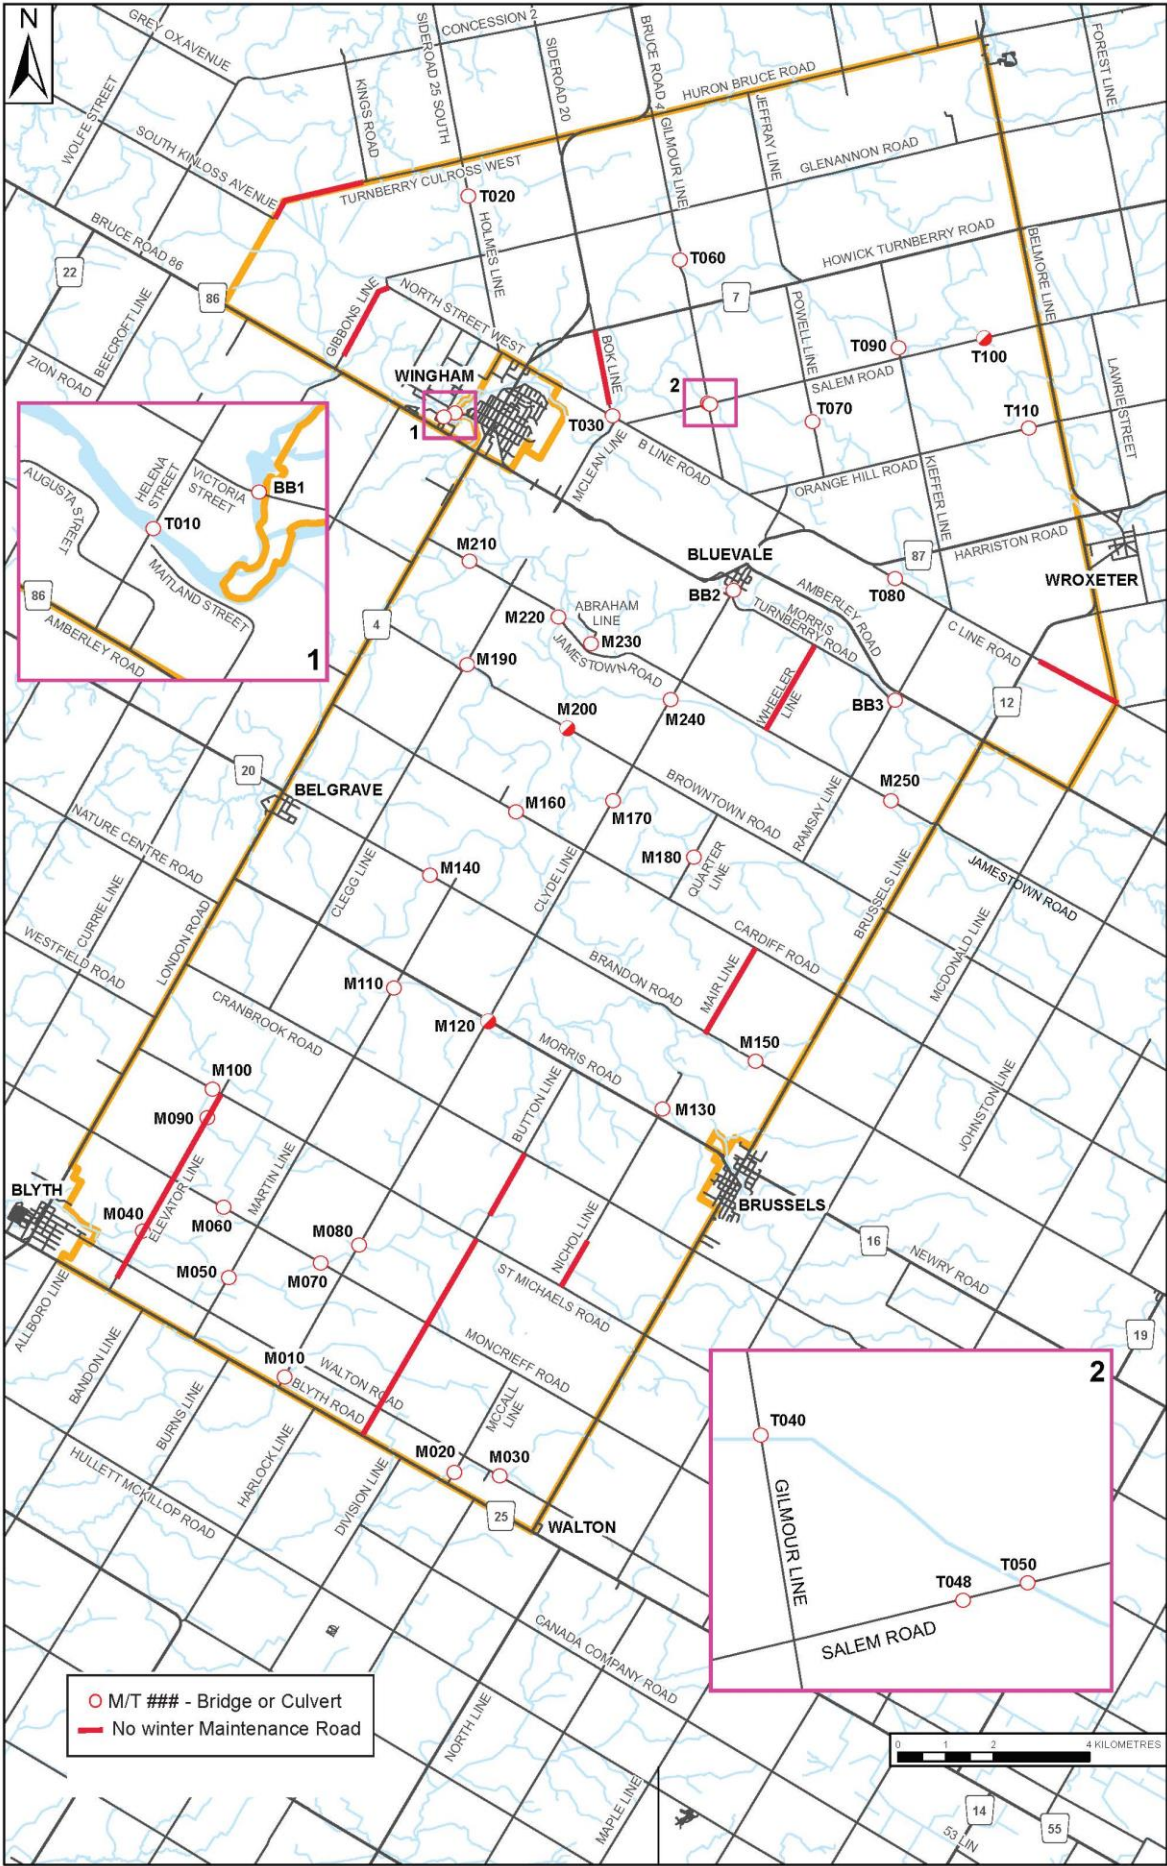 N
GREY OX AVENUE
CONCESSION 2
SIDEROAD 25 SOUTH
SIDEROAD 20
BRUCE ROAD 4
FOREST LINE
WOLFE STREET
KINGS ROAD
HURON BRUCE ROAD
JEFFRAY LINE
GILMOUR LINE
SOUTH KINLOSS AVENUE
TURNBERRY CULROSS WEST
GLENANNON ROAD
T020
HOLMES LINE
BRUCE ROAD 86
22
86
BEECROFT LINE
T060
HOWICK TURNBERRY ROAD
BELMORE LINE
7
GIBBONS LINE
NORTH STREET WEST
POWELL LINE
BOK LINE
ZION ROAD
WINGHAM
T090
T100
SALEM ROAD
LAWRIE STREET
2
1
T030
T070
T110
B LINE ROAD
MCLEAN LINE
ORANGE HILL ROAD
KIEFFER LINE
AUGUSTA STREET
HELENA
STREET
VICTORIA
STREET
BB1
T010
MAITLAND STREET
86
AMBERLEY ROAD
1
HARRISTON ROAD
87
BLUEVALE
WROXETER
M210
BB2
T080
AMBERLEY ROAD
MORRIS
TURNBERRY ROAD
M220
ABRAHAM
LINE
M230
JAMESTOWN ROAD
4
C LINE ROAD
M190
WHEELER
LINE
BB3
12
M240
M200
20
BELGRAVE
M250
M160
M170
BROWNTOWN ROAD
RAMSAY LINE
NATURE CENTRE ROAD
M180
QUARTER
LINE
M140
CLEGG LINE
CLYDE LINE
JAMESTOWN ROAD
BRUSSELS LINE
CURRIE LINE
LONDON ROAD
WESTFIELD ROAD
CARDIFF ROAD
MCDONALD LINE
BRANDON ROAD
MAIR LINE
M110
CRANBROOK ROAD
M120
MORRIS ROAD
M150
M100
M090
BUTTON LINE
M130
JOHNSTON LINE
MARTIN LINE
ELEVATOR LINE
BLYTH
BRUSSELS
M040
M060
M080
M050
M070
NICHOL LINE
16
NEWRY ROAD
ST MICHAELS ROAD
ALLBORO LINE
19
MONCRIEFF ROAD
M010
WALTON ROAD
BLYTH ROAD
BANDON LINE
MCCALL
LINE
BURNS LINE
HARLOCK LINE
M020
M030
HULLETT MCKILLOP ROAD
DIVISION LINE
25
WALTON
2
T040
GILMOUR LINE
T048
T050
SALEM ROAD
CANADA COMPANY ROAD
M/T ### - Bridge or Culvert
No winter Maintenance Road
NORTH LINE
0 1 2 4 KILOMETRES
MAPLE LINE
14
55
53 LIN